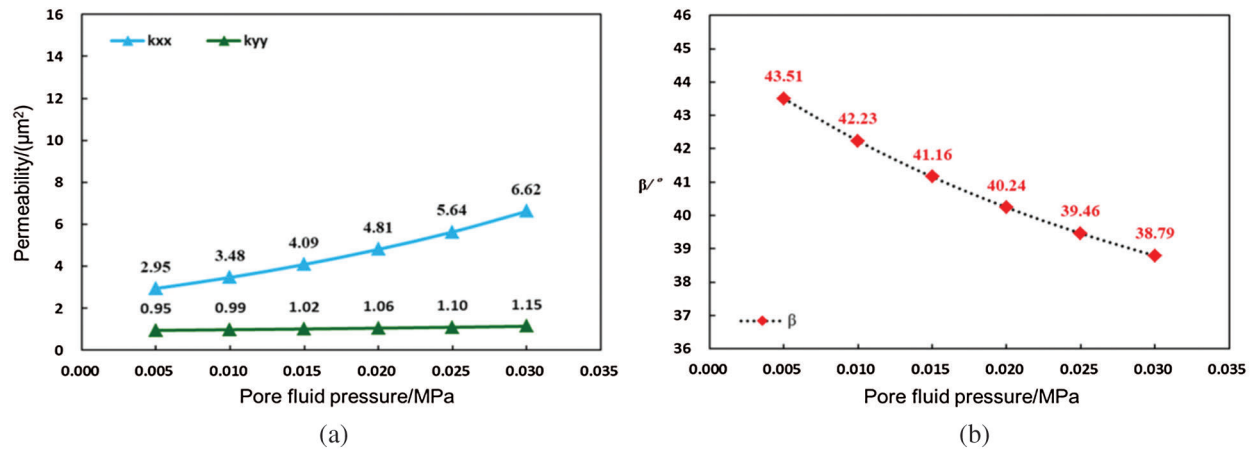 16
14
12
10
8
6
4
2
0
Permeability/(μm²)
kxx kyy
2.95 3.48 4.09 4.81 5.64 6.62
0.95 0.99 1.02 1.06 1.10 1.15
0.000 0.005 0.010 0.015 0.020 0.025 0.030 0.035
Pore fluid pressure/MPa
(a)
46
45
44
43
42
41
40
39
38
37
36
β/°
43.51
42.23
41.16
40.24
39.46
38.79
β
0.000 0.005 0.010 0.015 0.020 0.025 0.030 0.035
Pore fluid pressure/MPa
(b)